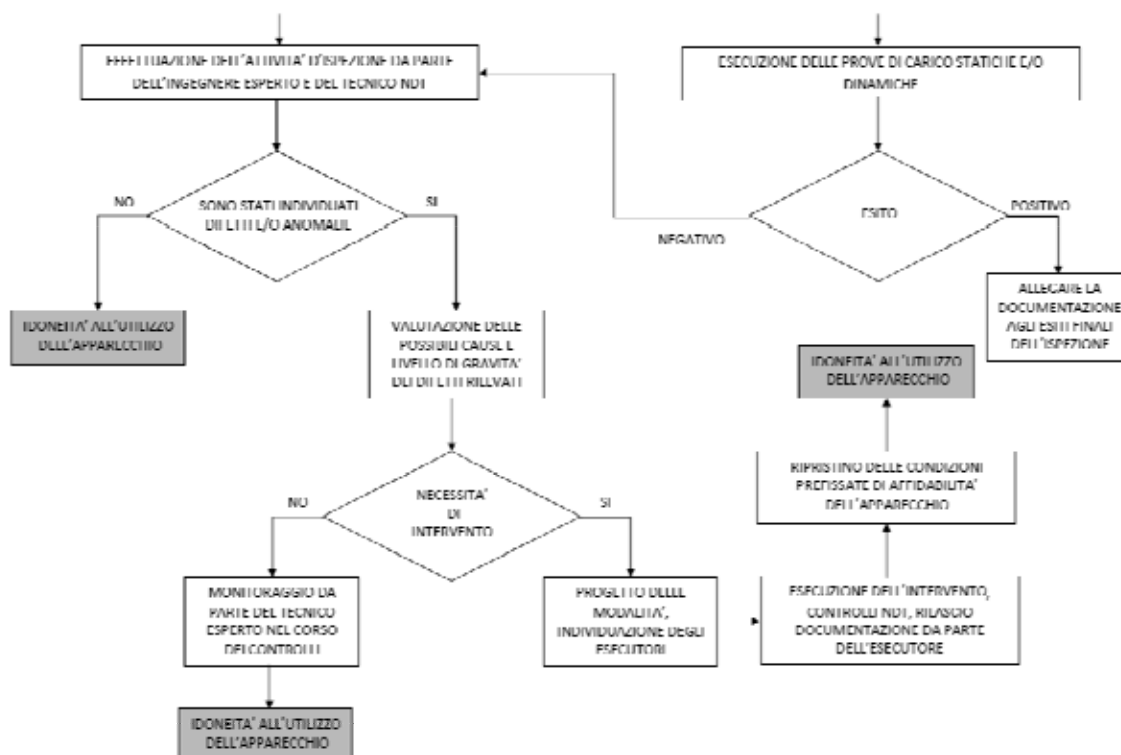 EFFETTUAZIONE DELL'ATTIVITA' D'ISPEZIONE DA PARTE
DELL'INGEGNERE ESPERTO E DEL TECNICO NDT
ESECUZIONE DELLE PROVE DI CARICO STATICHE E/O
DINAMICHE
NO
SONO STATI INDIVIDUATI
DIFETTI E/O ANOMALIE
SI
NEGATIVO
ESITO
POSITIVO
IDONEITA' ALL'UTILIZZO
DELL'APPARECCHIO
VALUTAZIONE DELLE
POSSIBILI CAUSE E
LIVELLO DI GRAVITA'
DEI DIFETTI RILEVATI
ALLEGARE LA
DOCUMENTAZIONE
AGLI ESITI FINALI
DELL'ISPEZIONE
IDONEITA' ALL'UTILIZZO
DELL'APPARECCHIO
RIPRISTINO DELLE CONDIZIONI
PREFISSATE DI AFFIDABILITA'
DELL'APPARECCHIO
NO
NECESSITA'
DI
INTERVENTO
SI
MONITORAGGIO DA
PARTE DEL TECNICO
ESPERTO NEL CORSO
DEI CONTROLLI
PROGETTO DELLE
MODALITA',
INDIVIDUAZIONE DEGLI
ESECUTORI
ESECUZIONE DELL'INTERVENTO,
CONTROLLI NDT, RILASCIO
DOCUMENTAZIONE DA PARTE
DELL'ESECUTORE
IDONEITA' ALL'UTILIZZO
DELL'APPARECCHIO